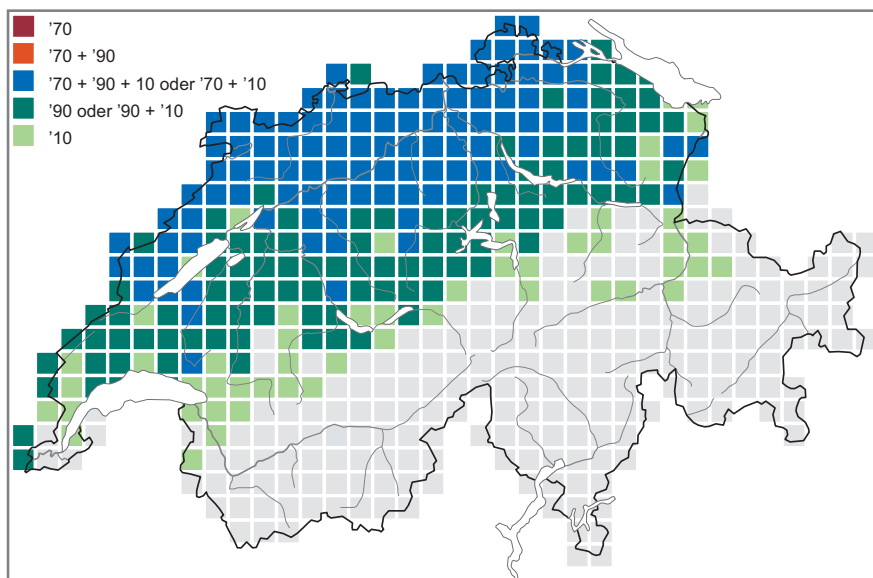 ’70
’70 + ’90
’70 + ’90 + 10 oder ’70 + ’10
’90 oder ’90 + ’10
’10